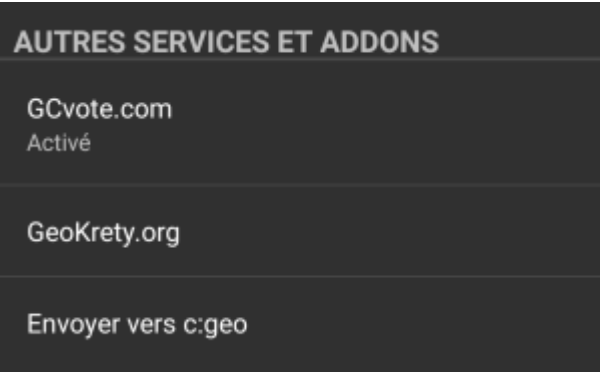 AUTRES SERVICES ET ADDONS
GCvote.com
Activé
GeoKrety.org
Envoyer vers c:geo